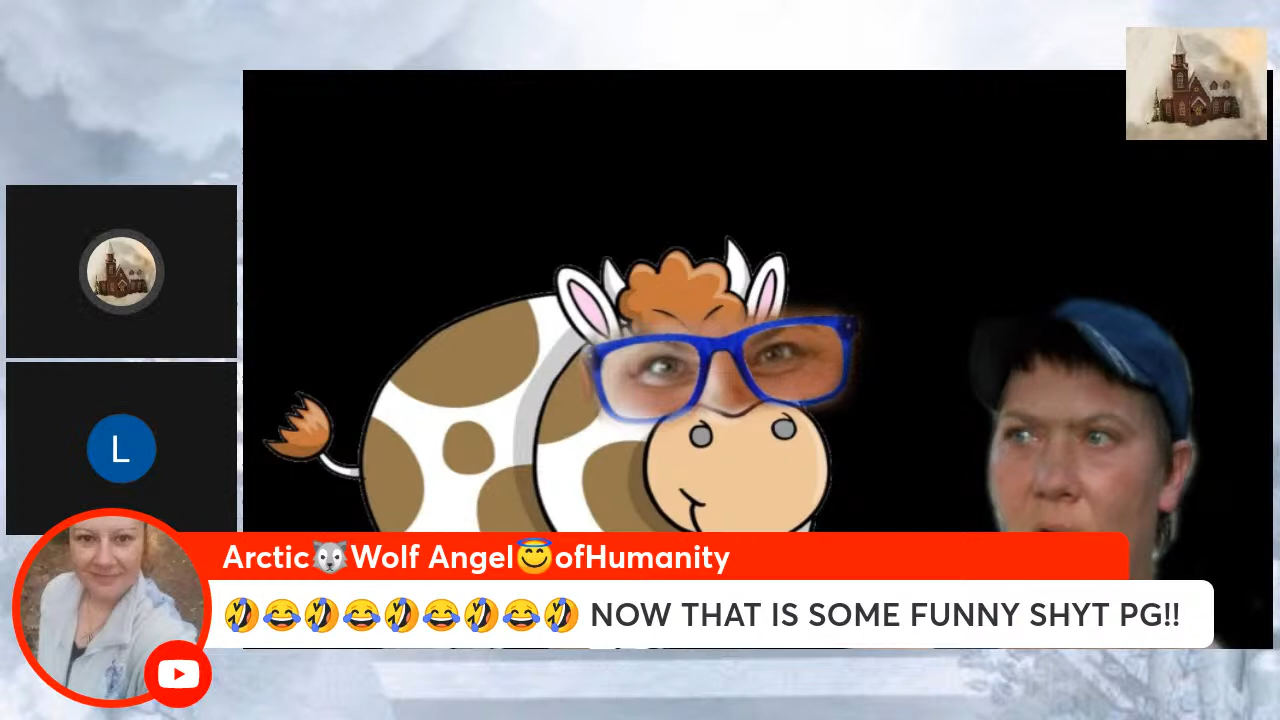 L
Arctic🐺Wolf Angel😇ofHumanity
🤣😂🤣😂🤣😂🤣😂🤣 NOW THAT IS SOME FUNNY SHYT PG!!